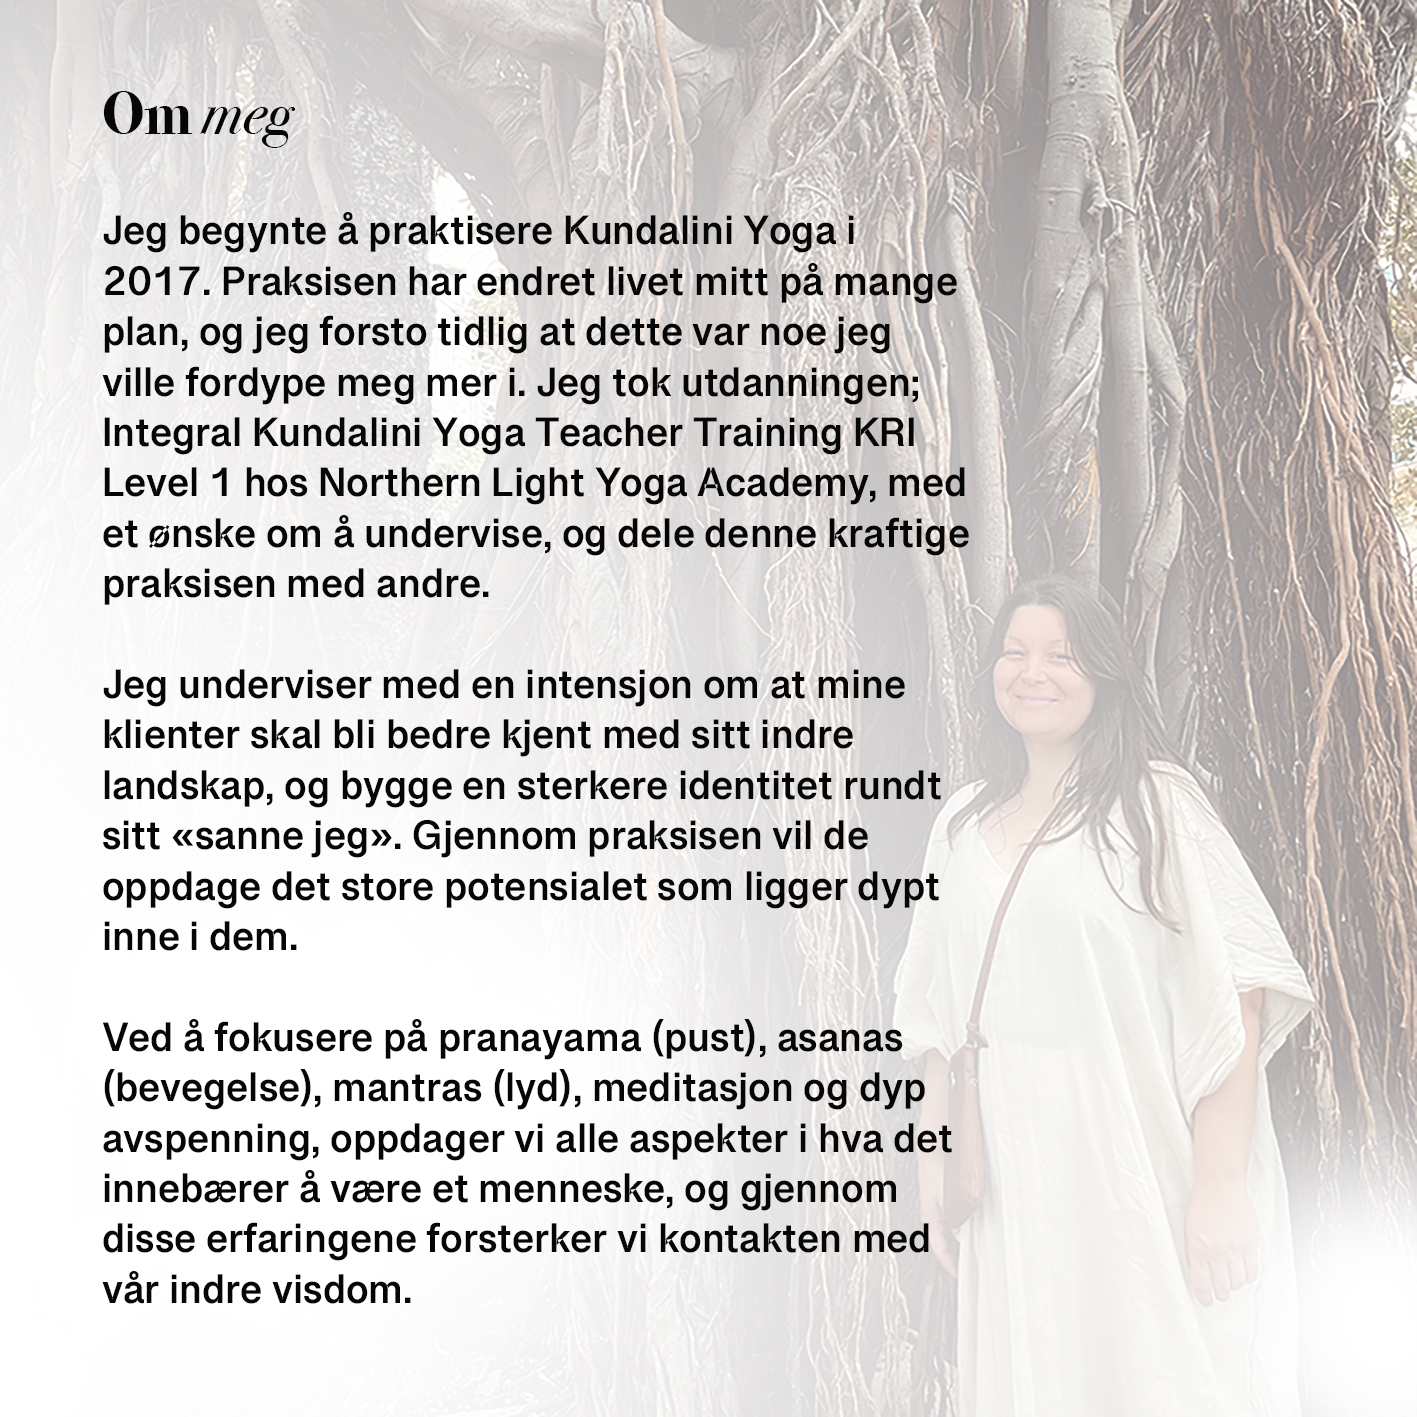 Om meg
Jeg begynte å praktisere Kundalini Yoga i
2017. Praksisen har endret livet mitt på mange
plan, og jeg forsto tidlig at dette var noe jeg
ville fordype meg mer i. Jeg tok utdanningen;
Integral Kundalini Yoga Teacher Training KRI
Level 1 hos Northern Light Yoga Academy, med
et ønske om å undervise, og dele denne kraftige
praksisen med andre.
Jeg underviser med en intensjon om at mine
klienter skal bli bedre kjent med sitt indre
landskap, og bygge en sterkere identitet rundt
sitt «sanne jeg». Gjennom praksisen vil de
oppdage det store potensialet som ligger dypt
inne i dem.
Ved å fokusere på pranayama (pust), asanas
(bevegelse), mantras (lyd), meditasjon og dyp
avspenning, oppdager vi alle aspekter i hva det
innebærer å være et menneske, og gjennom
disse erfaringene forsterker vi kontakten med
vår indre visdom.